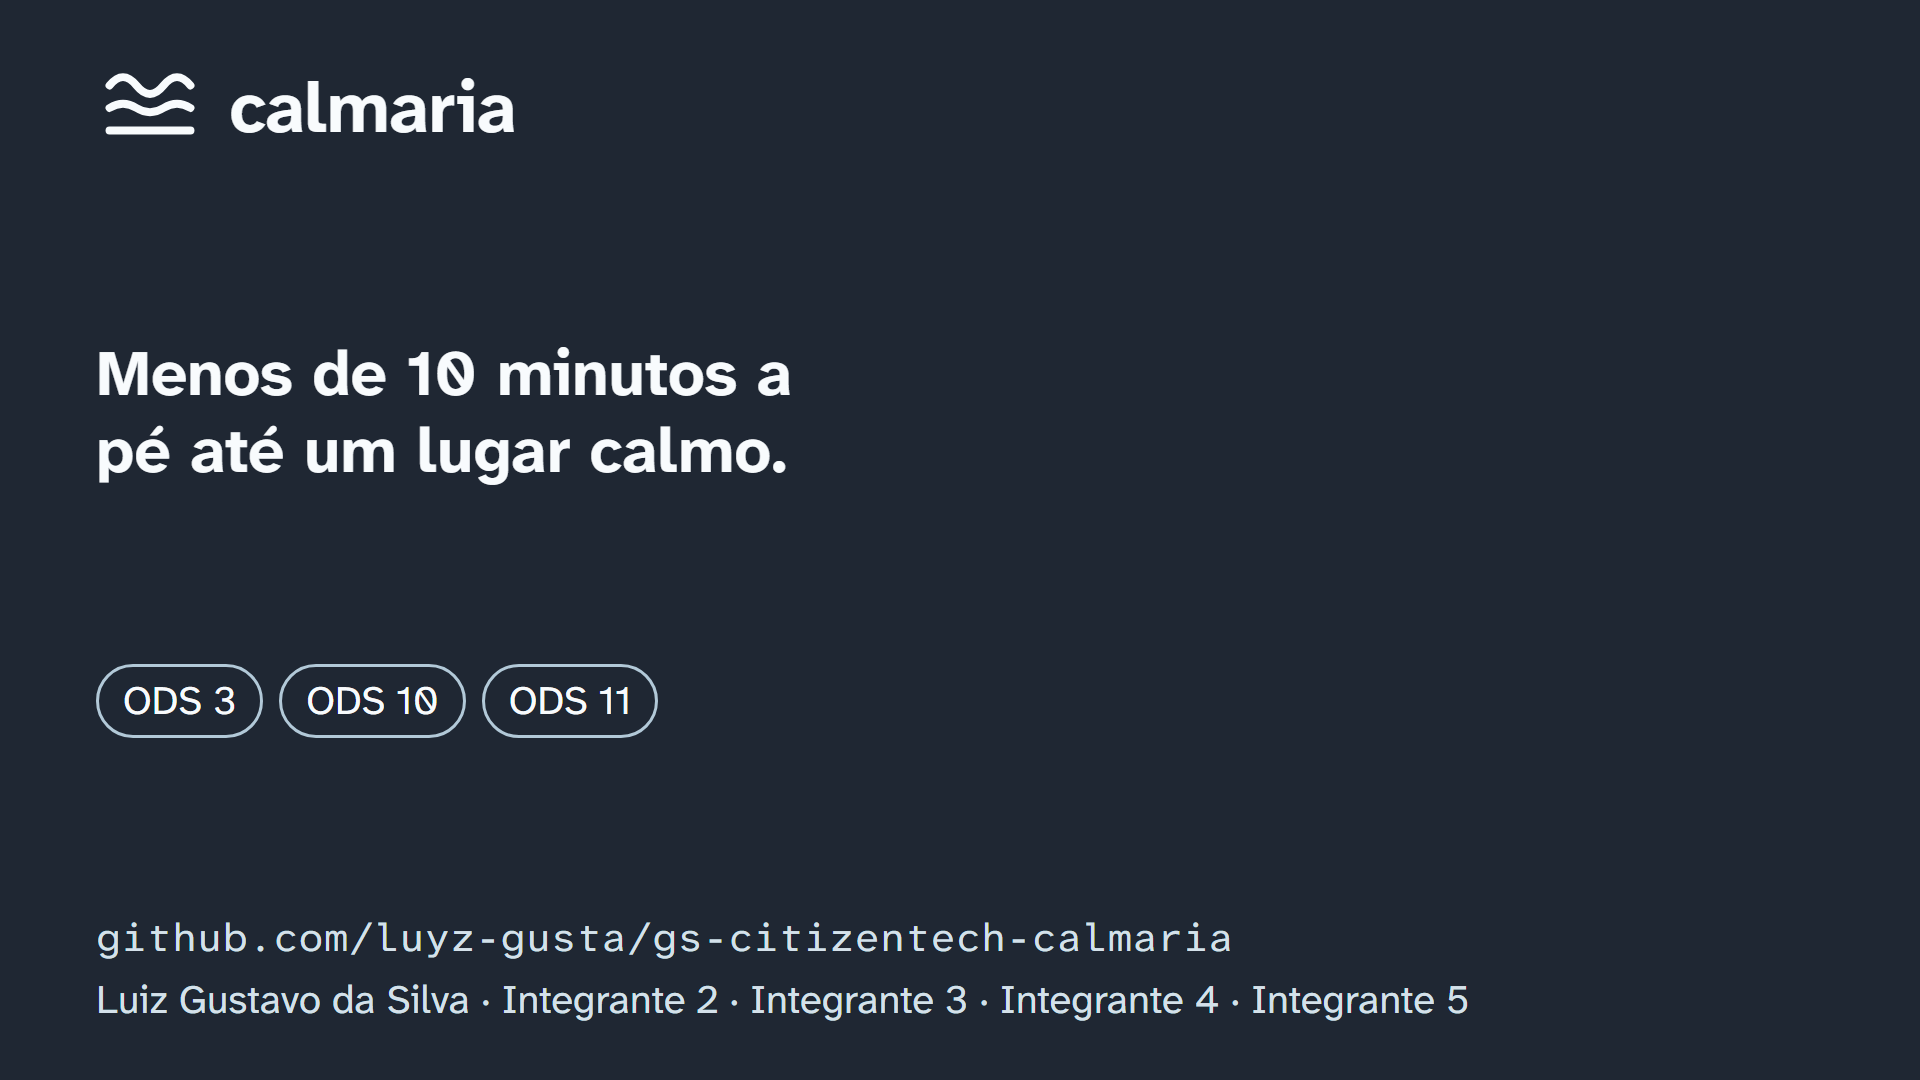 calmaria
Menos de 10 minutos a
pé até um lugar calmo.
ODS 3 ODS 10 ODS 11
github.com/luyz-gusta/gs-citizentech-calmaria
Luiz Gustavo da Silva · Integrante 2 · Integrante 3 · Integrante 4 · Integrante 5